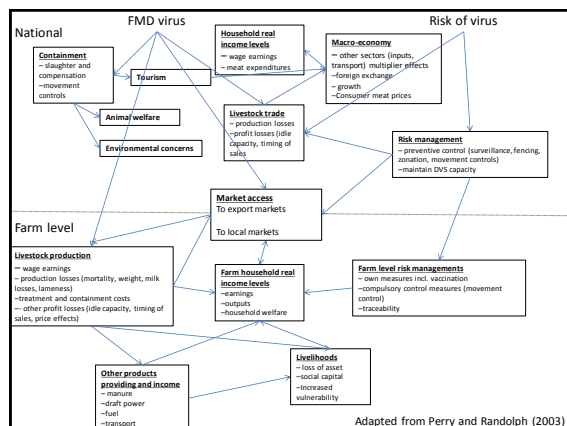 FMD virus
Risk of virus
National
Containment
– slaughter and
compensation
–movement
controls
Tourism
Animal welfare
Environmental concerns
Household real
income levels
– wage earnings
– meat expenditures
Macro-economy
– other sectors (inputs,
transport) multiplier effects
– foreign exchange
– growth
–Consumer meat prices
Livestock trade
– production losses
–profit losses (idle
capacity, timing of
sales
Risk management
– preventive control (surveillance, fencing,
zonation, movement controls)
– maintain DVS capacity
Market access
To export markets
To local markets
Farm level
Livestock production
– wage earnings
– production losses (mortality, weight, milk
losses, lameness)
–treatment and containment costs
–- other profit losses (idle capacity, timing of
sales, price effects)
Farm household real
income levels
–earnings
– outputs
–household welfare
Farm level risk managements
–own measures incl. vaccination
–compulsory control measures (movement
control)
–traceability
Other products
providing and income
– manure
–draft power
– fuel
–transport
Livelihoods
– loss of asset
–social capital
–Increased
vulnerability
Adapted from Perry and Randolph (2003)